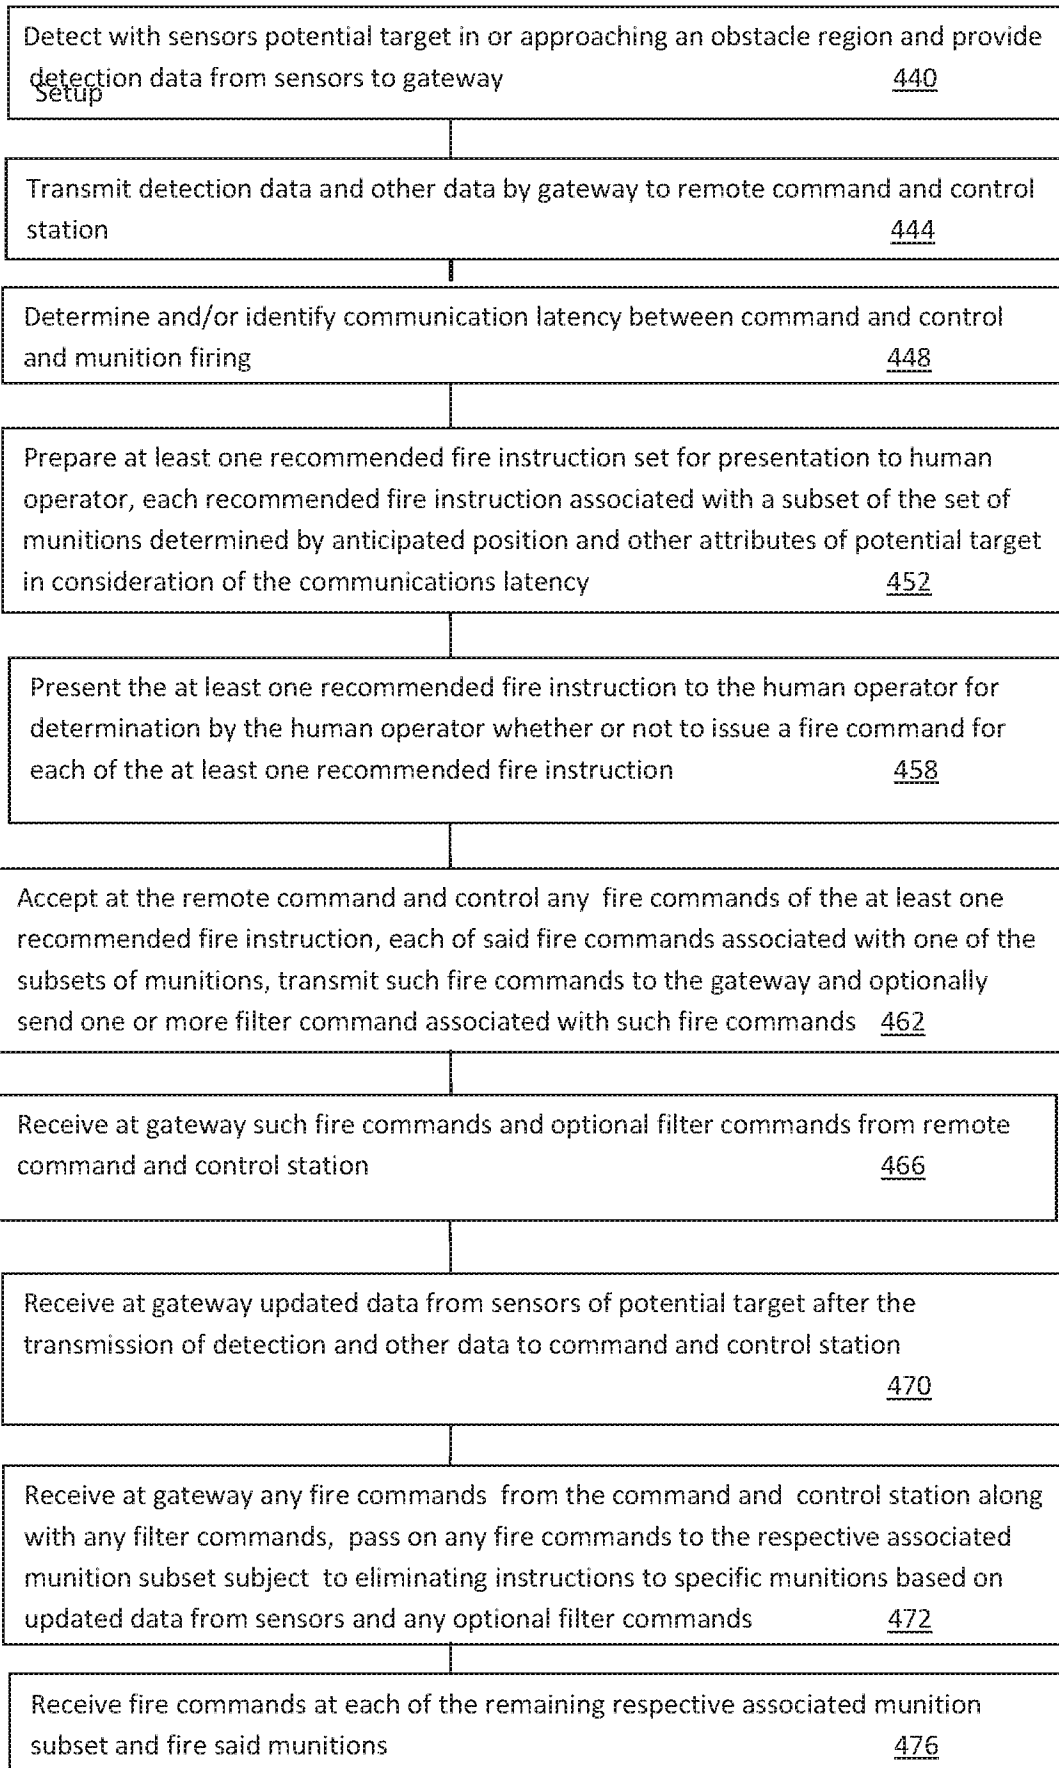 Detect with sensors potential target in or approaching an obstacle region and provide
detection data from sensors to gateway 440
Setup
Transmit detection data and other data by gateway to remote command and control
station 444
Determine and/or identify communication latency between command and control
and munition firing 448
Prepare at least one recommended fire instruction set for presentation to human
operator, each recommended fire instruction associated with a subset of the set of
munitions determined by anticipated position and other attributes of potential target
in consideration of the communications latency 452
Present the at least one recommended fire instruction to the human operator for
determination by the human operator whether or not to issue a fire command for
each of the at least one recommended fire instruction 458
Accept at the remote command and control any fire commands of the at least one
recommended fire instruction, each of said fire commands associated with one of the
subsets of munitions, transmit such fire commands to the gateway and optionally
send one or more filter command associated with such fire commands 462
Receive at gateway such fire commands and optional filter commands from remote
command and control station 466
Receive at gateway updated data from sensors of potential target after the
transmission of detection and other data to command and control station
470
Receive at gateway any fire commands from the command and control station along
with any filter commands, pass on any fire commands to the respective associated
munition subset subject to eliminating instructions to specific munitions based on
updated data from sensors and any optional filter commands 472
Receive fire commands at each of the remaining respective associated munition
subset and fire said munitions 476